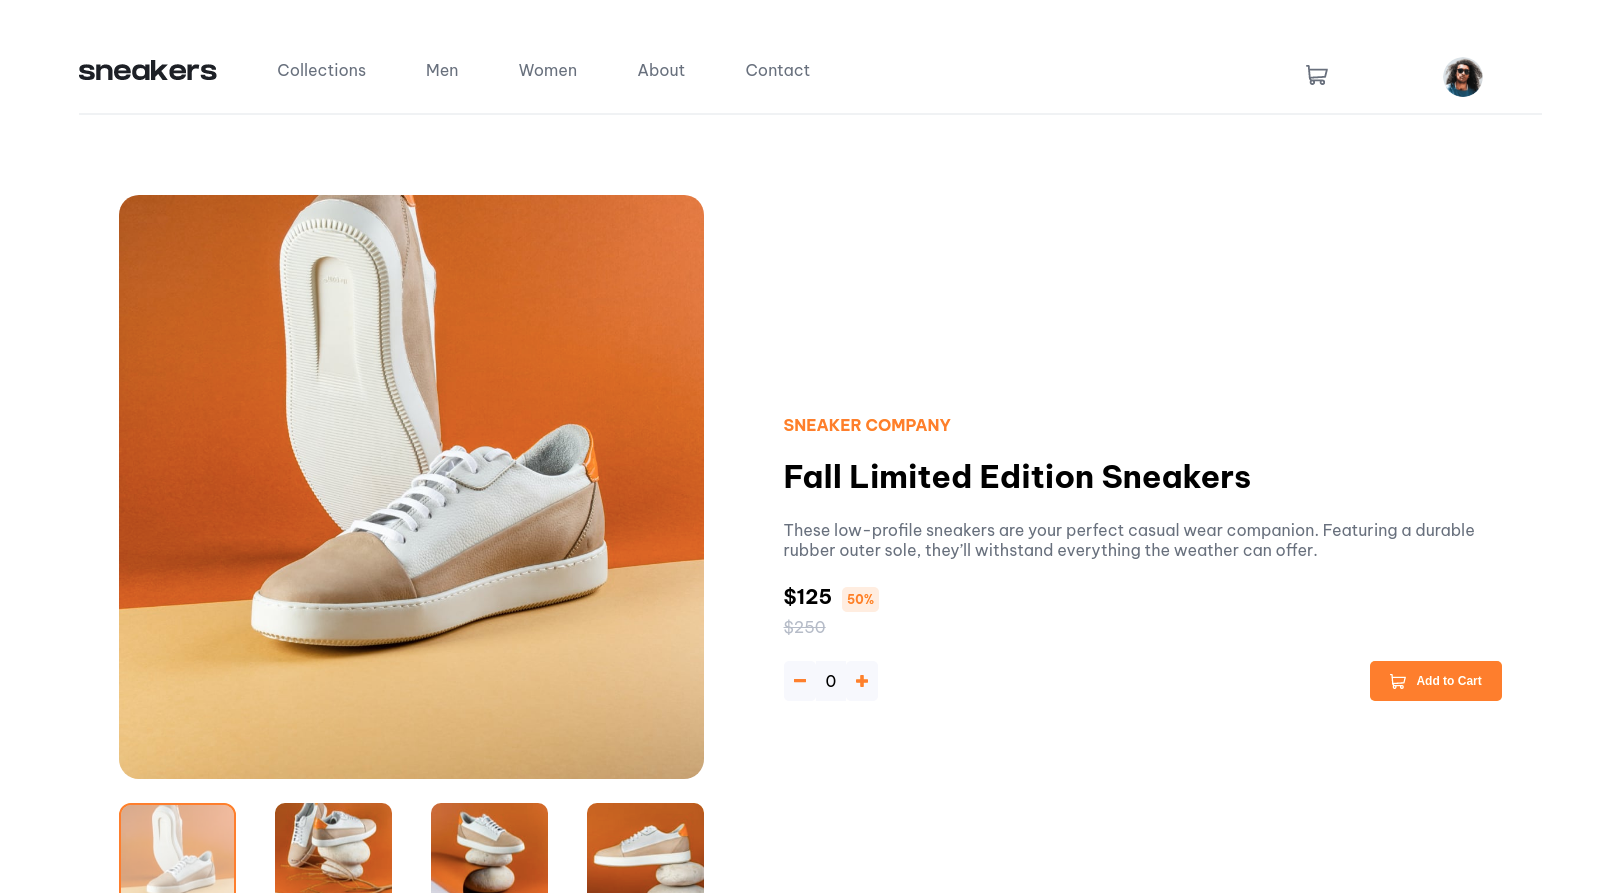 sneakers
Collections
Men
Women
About
Contact
SNEAKER COMPANY
Fall Limited Edition Sneakers
These low-profile sneakers are your perfect casual wear companion. Featuring a durable
rubber outer sole, they’ll withstand everything the weather can offer.
$125
50%
$250
0
Add to Cart